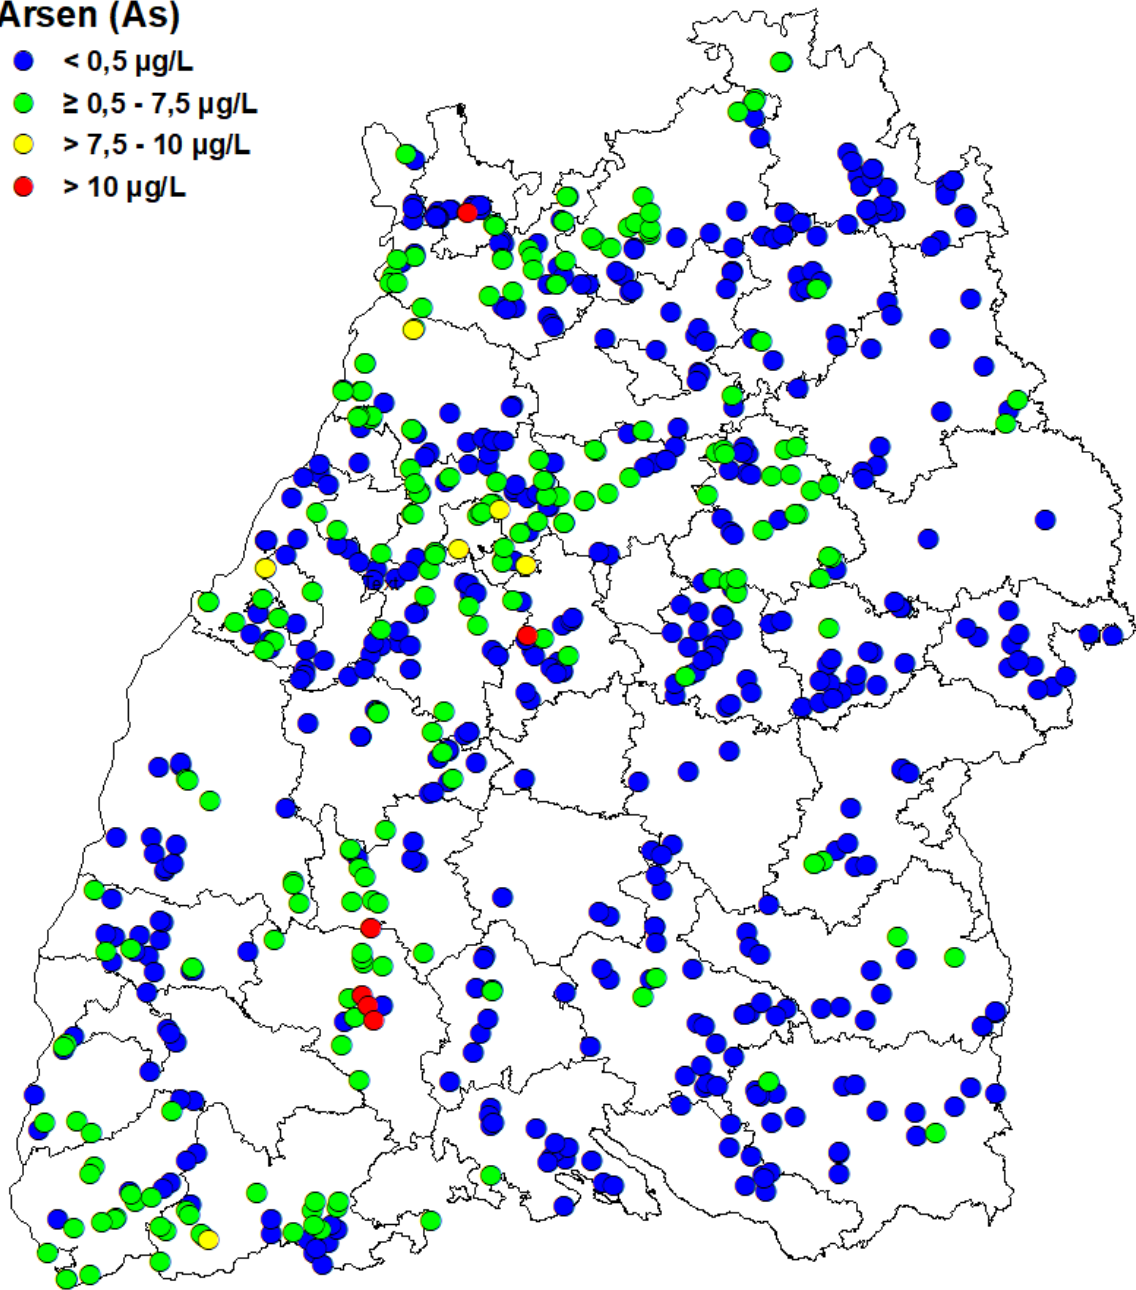 Arsen (As)
< 0,5 µg/L
≥ 0,5 - 7,5 µg/L
> 7,5 - 10 µg/L
> 10 µg/L